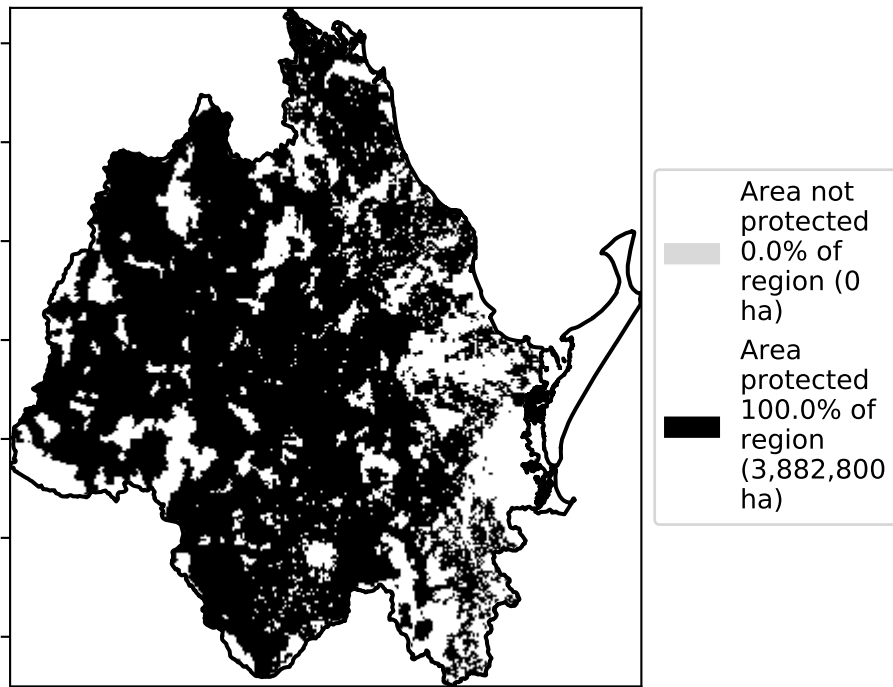 Area not
protected
0.0% of
region (0
ha)
Area
protected
100.0% of
region
(3,882,800
ha)